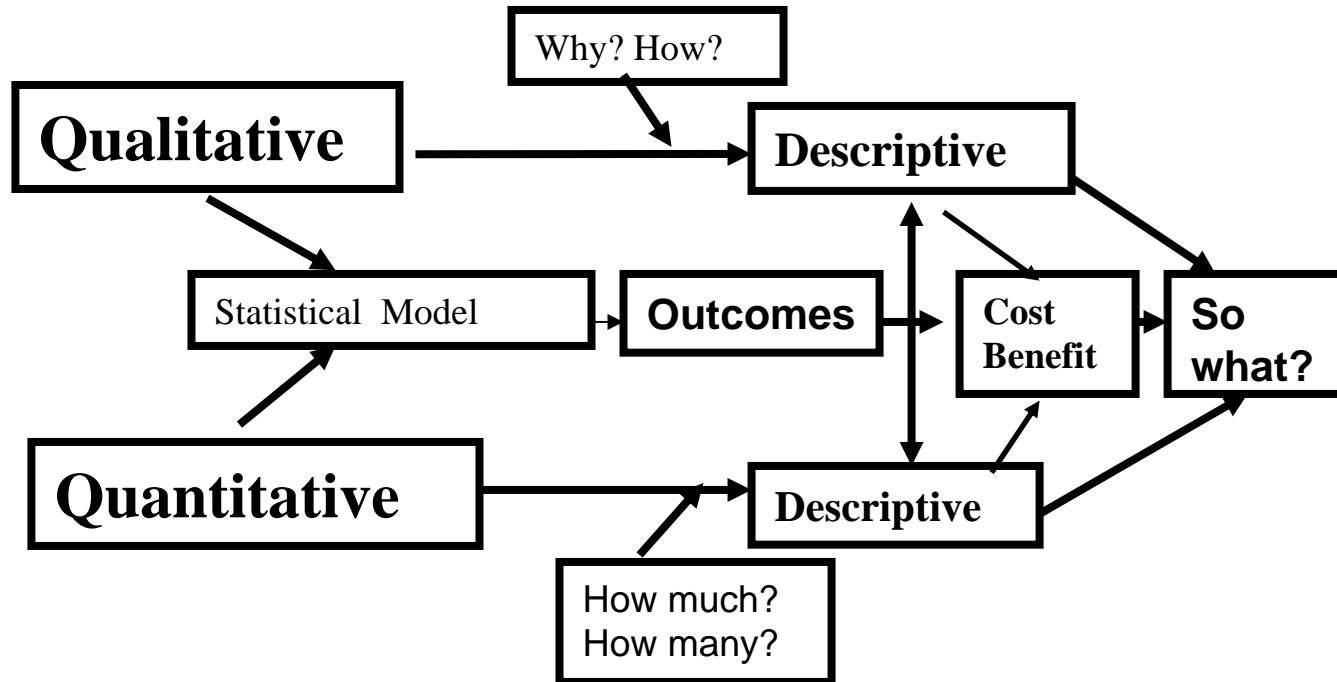 Why? How?
Qualitative
Descriptive
Statistical Model
Outcomes
Cost
Benefit
So
what?
Quantitative
Descriptive
How much?
How many?